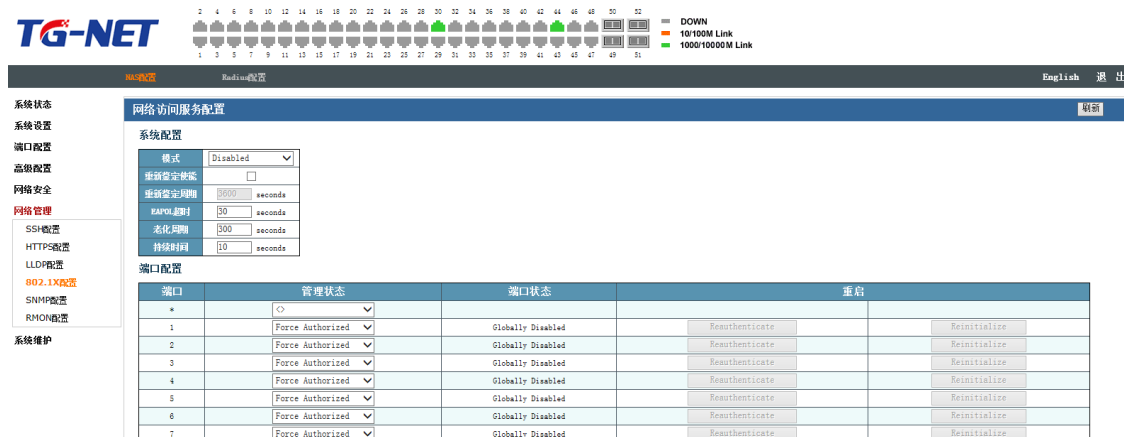 TG-NET
2 4 6 8 10 12 14 16 18 20 22 24 26 28 30 32 34 36 38 40 42 44 46 48 50 52
1 3 5 7 9 11 13 15 17 19 21 23 25 27 29 31 33 35 37 39 41 43 45 47 49 51
DOWN
10/100M Link
1000/10000M Link
NAS配置 Radius配置 English 退 出
系统状态
系统设置
端口配置
高级配置
网络安全
网络管理
SSH配置
HTTPS配置
LLDP配置
802.1X配置
SNMP配置
RMON配置
系统维护
网络访问服务配置 刷新
系统配置
模式 Disabled
重新鉴定使能
重新鉴定周期 3600 seconds
EAPOL超时 30 seconds
老化周期 300 seconds
持续时间 10 seconds
端口配置
端口 管理状态 端口状态 重启
* <>
1 Force Authorized Globally Disabled Reauthenticate Reinitialize
2 Force Authorized Globally Disabled Reauthenticate Reinitialize
3 Force Authorized Globally Disabled Reauthenticate Reinitialize
4 Force Authorized Globally Disabled Reauthenticate Reinitialize
5 Force Authorized Globally Disabled Reauthenticate Reinitialize
6 Force Authorized Globally Disabled Reauthenticate Reinitialize
7 Force Authorized Globally Disabled Reauthenticate Reinitialize